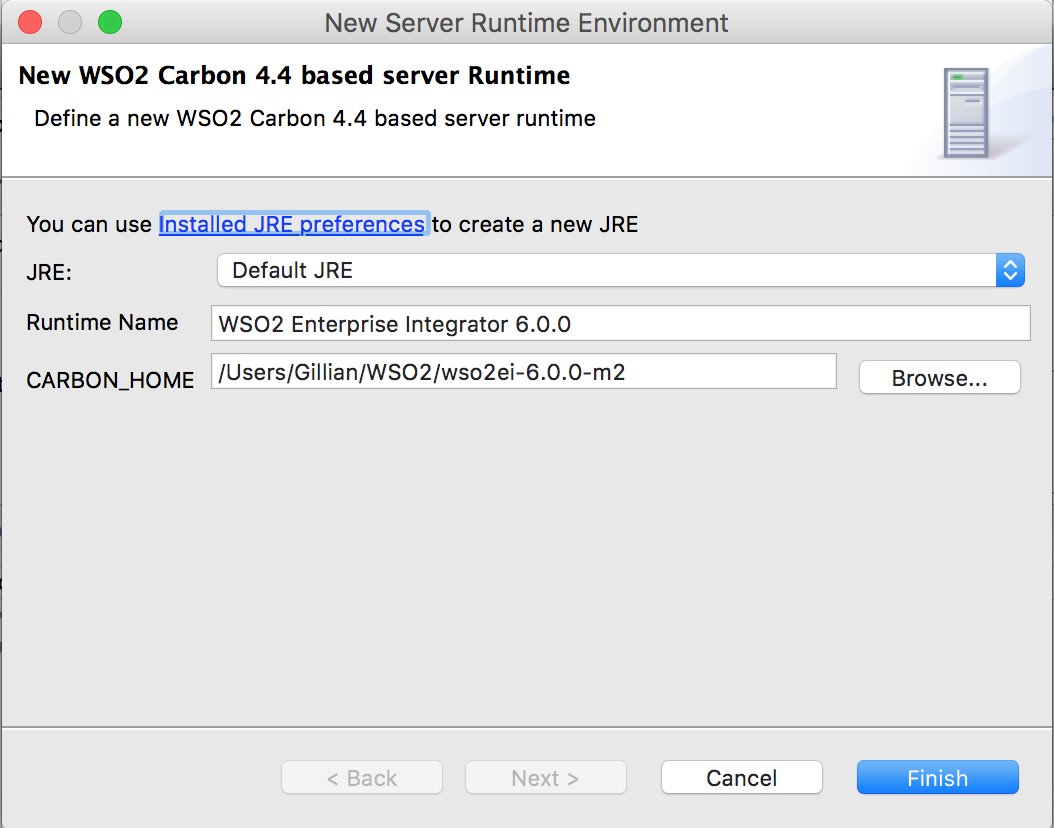 New Server Runtime Environment
New WSO2 Carbon 4.4 based server Runtime
Define a new WSO2 Carbon 4.4 based server runtime
You can use Installed JRE preferences to create a new JRE
JRE: Default JRE
Runtime Name WSO2 Enterprise Integrator 6.0.0
CARBON_HOME /Users/Gillian/WSO2/wso2ei-6.0.0-m2 Browse...
< Back Next > Cancel Finish